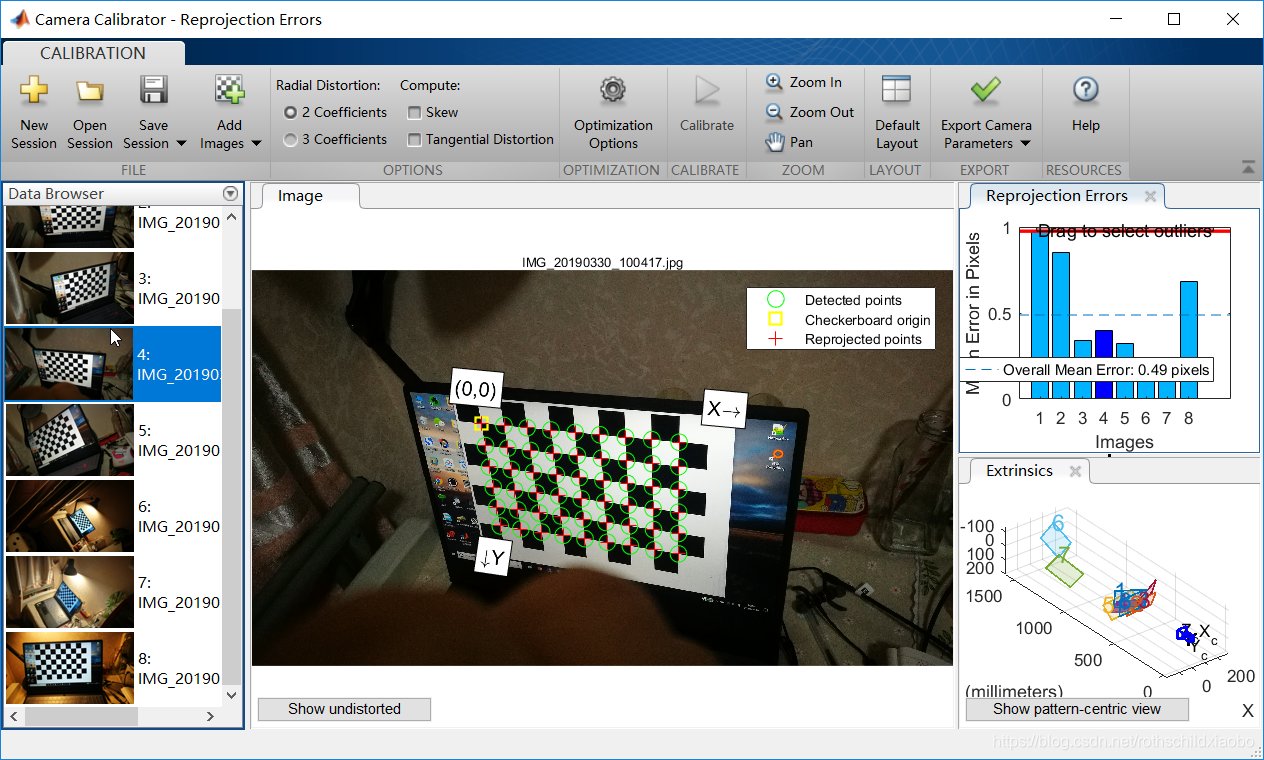 Camera Calibrator - Reprojection Errors
CALIBRATION
New Session
Open Session
Save Session
Add Images
FILE
Radial Distortion:
2 Coefficients
3 Coefficients
Compute:
Skew
Tangential Distortion
OPTIONS
Optimization Options
OPTIMIZATION
Calibrate
CALIBRATE
Zoom In
Zoom Out
Pan
ZOOM
Default Layout
LAYOUT
Export Camera Parameters
EXPORT
Help
RESOURCES
Data Browser
IMG_20190
3:
IMG_20190
4:
IMG_20190
5:
IMG_20190
6:
IMG_20190
7:
IMG_20190
8:
IMG_20190
Image
IMG_20190330_100417.jpg
Detected points
Checkerboard origin
Reprojected points
(0,0)
X→
↓Y
Show undistorted
Reprojection Errors
Drag to select outliers
1
0.5
0
Error in Pixels
Overall Mean Error: 0.49 pixels
1 2 3 4 5 6 7 8
Images
Extrinsics
-100
0
100
200
1500
1000
500
0
6
7
1
Xc
Yc
200
0
(millimeters)
X
Show pattern-centric view
https://blog.csdn.net/rothschildxiaobo